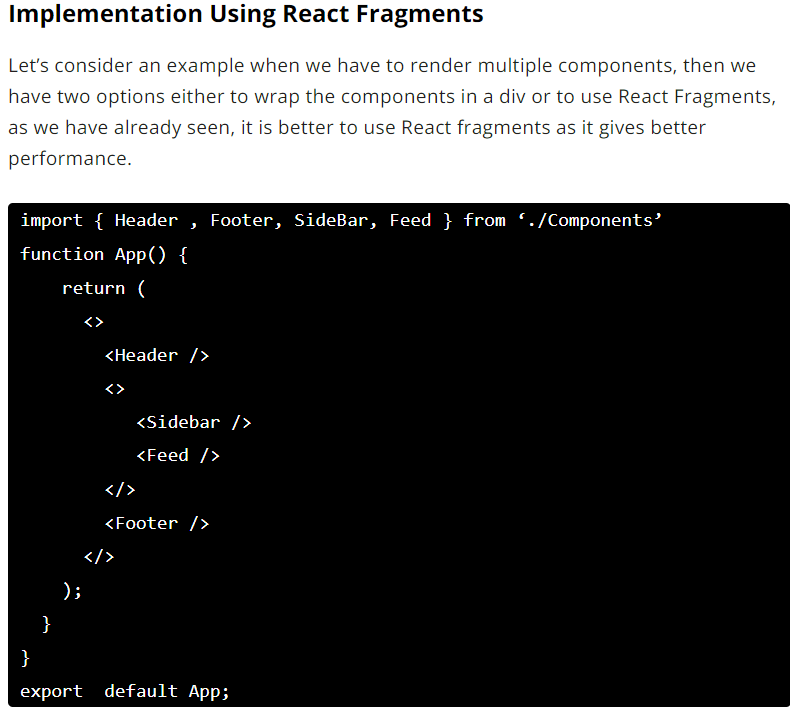 Implementation Using React Fragments
Let’s consider an example when we have to render multiple components, then we
have two options either to wrap the components in a div or to use React Fragments,
as we have already seen, it is better to use React fragments as it gives better
performance.
import { Header , Footer, SideBar, Feed } from ‘./Components’
function App() {
    return (
      <>
        <Header />
        <>
           <Sidebar />
           <Feed />
        </>
        <Footer />
      </>
    );
  }
}
export  default App;